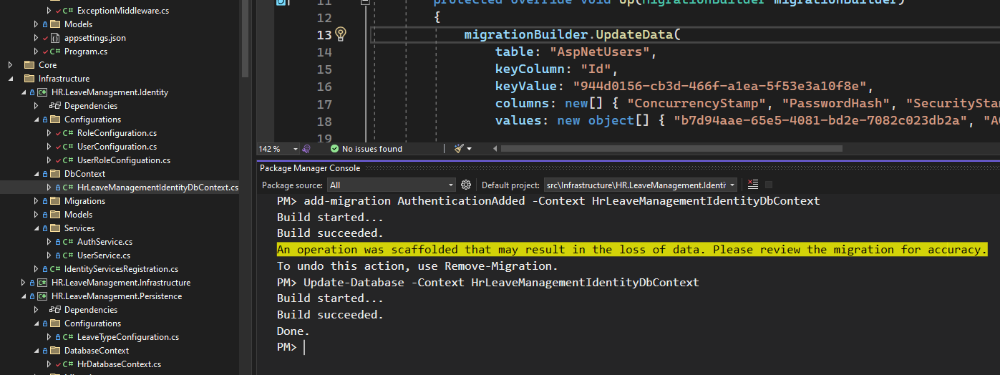 ExceptionMiddleware.cs
Models
appsettings.json
Program.cs
Core
Infrastructure
HR.LeaveManagement.Identity
Dependencies
Configurations
RoleConfiguration.cs
UserConfiguration.cs
UserRoleConfiguation.cs
DbContext
HrLeaveManagementIdentityDbContext.cs
Migrations
Models
Services
AuthService.cs
UserService.cs
IdentityServicesRegistration.cs
HR.LeaveManagement.Infrastructure
HR.LeaveManagement.Persistence
Dependencies
Configurations
LeaveTypeConfiguration.cs
DatabaseContext
HrDatabaseContext.cs
11 protected override void Up(MigrationBuilder migrationBuilder)
12 {
13 migrationBuilder.UpdateData(
14 table: "AspNetUsers",
15 keyColumn: "Id",
16 keyValue: "944d0156-cb3d-466f-a1ea-5f53e3a10f8e",
17 columns: new[] { "ConcurrencyStamp", "PasswordHash", "SecuritySta
18 values: new object[] { "b7d94aae-65e5-4081-bd2e-7082c023db2a", "A
19
142 % No issues found
Package Manager Console
Package source: All Default project: src\Infrastructure\HR.LeaveManagement.Identi
PM> add-migration AuthenticationAdded -Context HrLeaveManagementIdentityDbContext
Build started...
Build succeeded.
An operation was scaffolded that may result in the loss of data. Please review the migration for accuracy.
To undo this action, use Remove-Migration.
PM> Update-Database -Context HrLeaveManagementIdentityDbContext
Build started...
Build succeeded.
Done.
PM>